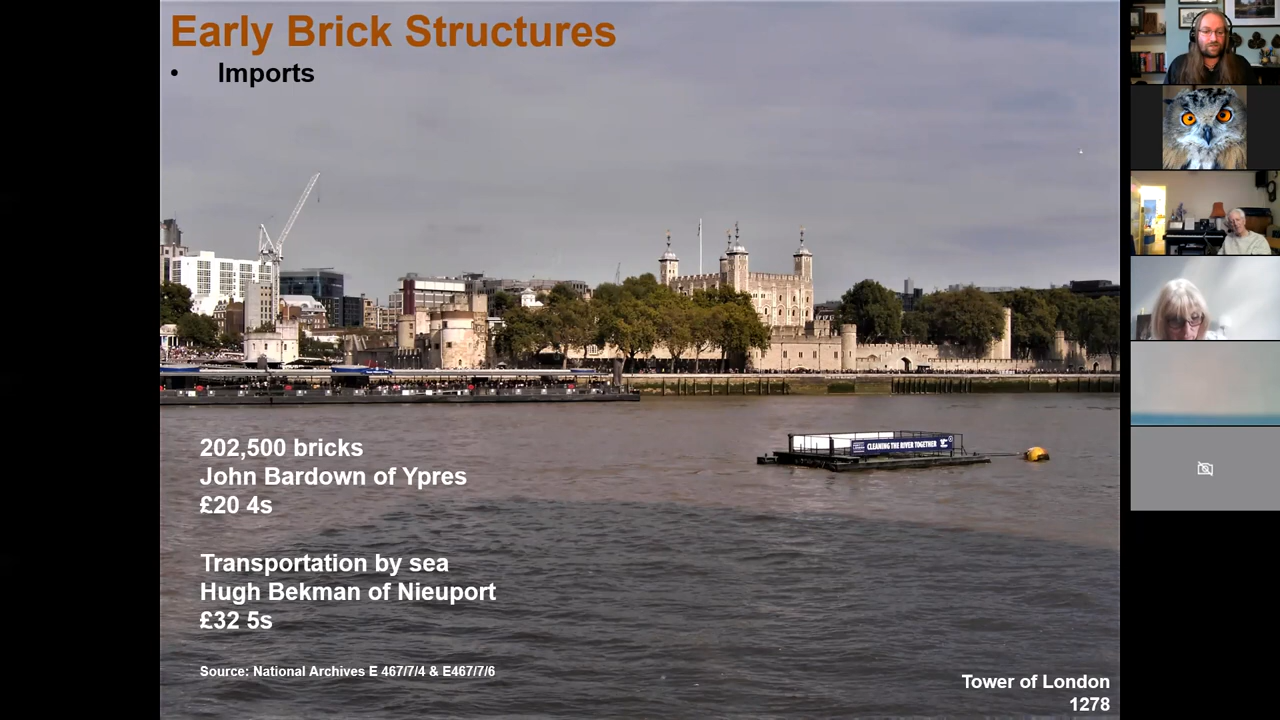 Early Brick Structures
• Imports
CLEANING THE RIVER TOGETHER
202,500 bricks
John Bardown of Ypres
£20 4s
Transportation by sea
Hugh Bekman of Nieuport
£32 5s
Source: National Archives E 467/7/4 & E467/7/6
Tower of London
1278